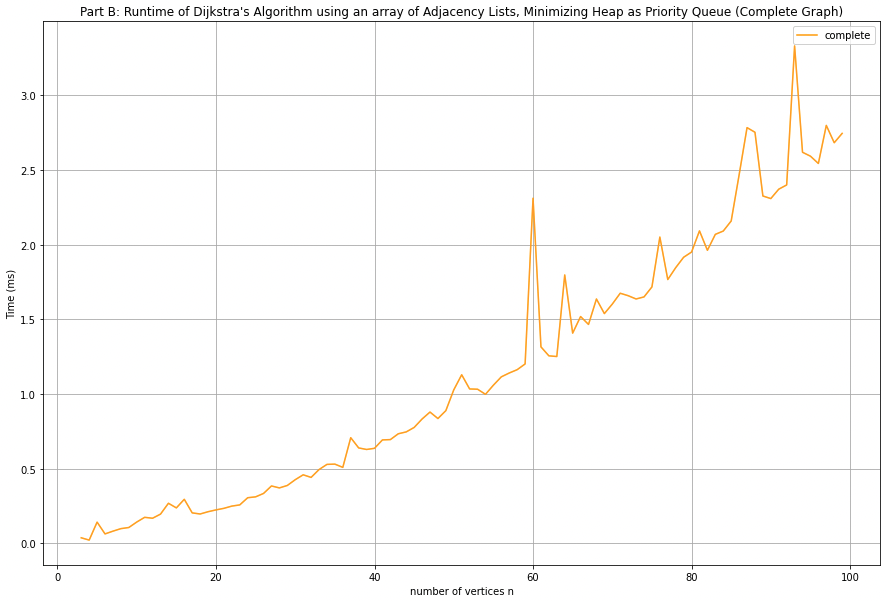 Part B: Runtime of Dijkstra's Algorithm using an array of Adjacency Lists, Minimizing Heap as Priority Queue (Complete Graph)
complete
3.0
2.5
2.0
1.5
1.0
0.5
0.0
Time (ms)
0 20 40 60 80 100
number of vertices n